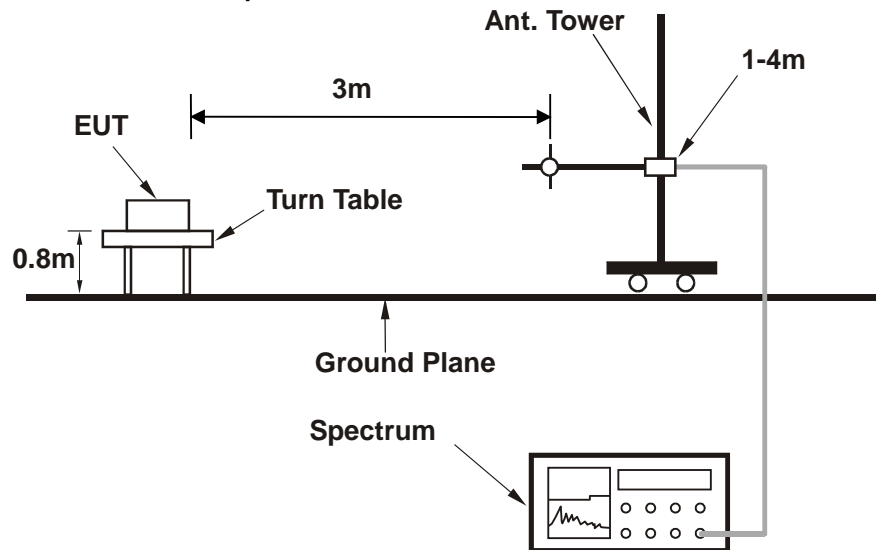 Ant. Tower
1-4m
3m
EUT
Turn Table
0.8m
Ground Plane
Spectrum